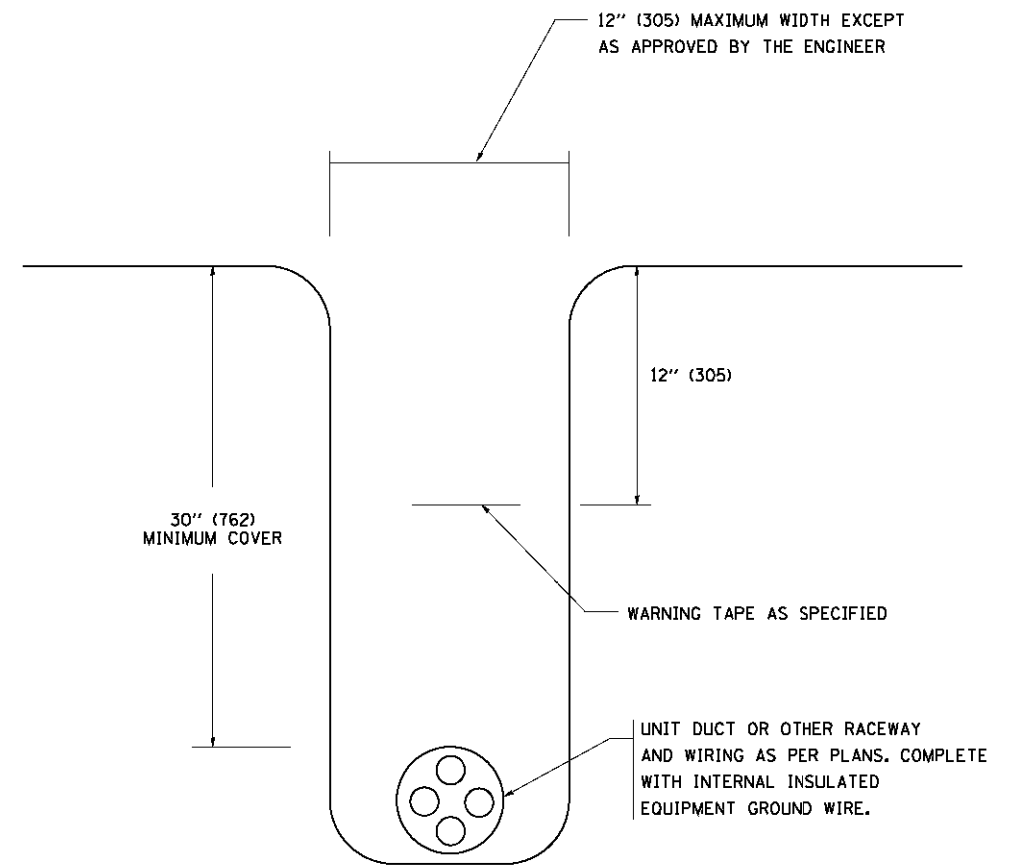 12'' (305) MAXIMUM WIDTH EXCEPT
AS APPROVED BY THE ENGINEER
12'' (305)
30'' (762)
MINIMUM COVER
WARNING TAPE AS SPECIFIED
UNIT DUCT OR OTHER RACEWAY
AND WIRING AS PER PLANS. COMPLETE
WITH INTERNAL INSULATED
EQUIPMENT GROUND WIRE.